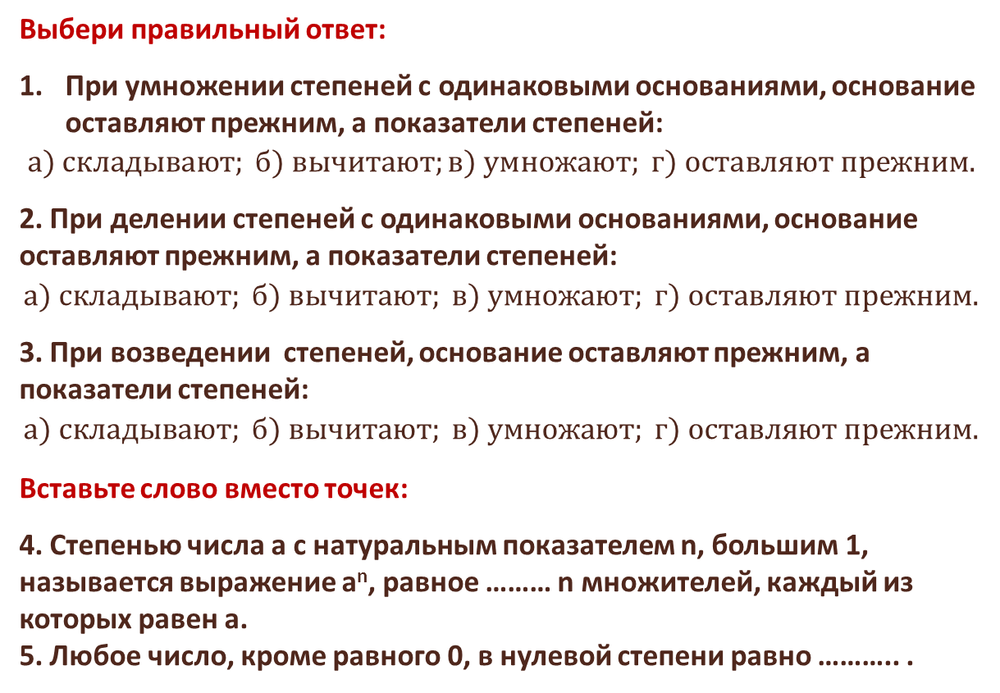 Выбери правильный ответ:
1. При умножении степеней с одинаковыми основаниями, основание
оставляют прежним, а показатели степеней:
а) складывают; б) вычитают; в) умножают; г) оставляют прежним.
2. При делении степеней с одинаковыми основаниями, основание
оставляют прежним, а показатели степеней:
а) складывают; б) вычитают; в) умножают; г) оставляют прежним.
3. При возведении степеней, основание оставляют прежним, а
показатели степеней:
а) складывают; б) вычитают; в) умножают; г) оставляют прежним.
Вставьте слово вместо точек:
4. Степенью числа a с натуральным показателем n, большим 1,
называется выражение aⁿ, равное ……… n множителей, каждый из
которых равен a.
5. Любое число, кроме равного 0, в нулевой степени равно ……….. .